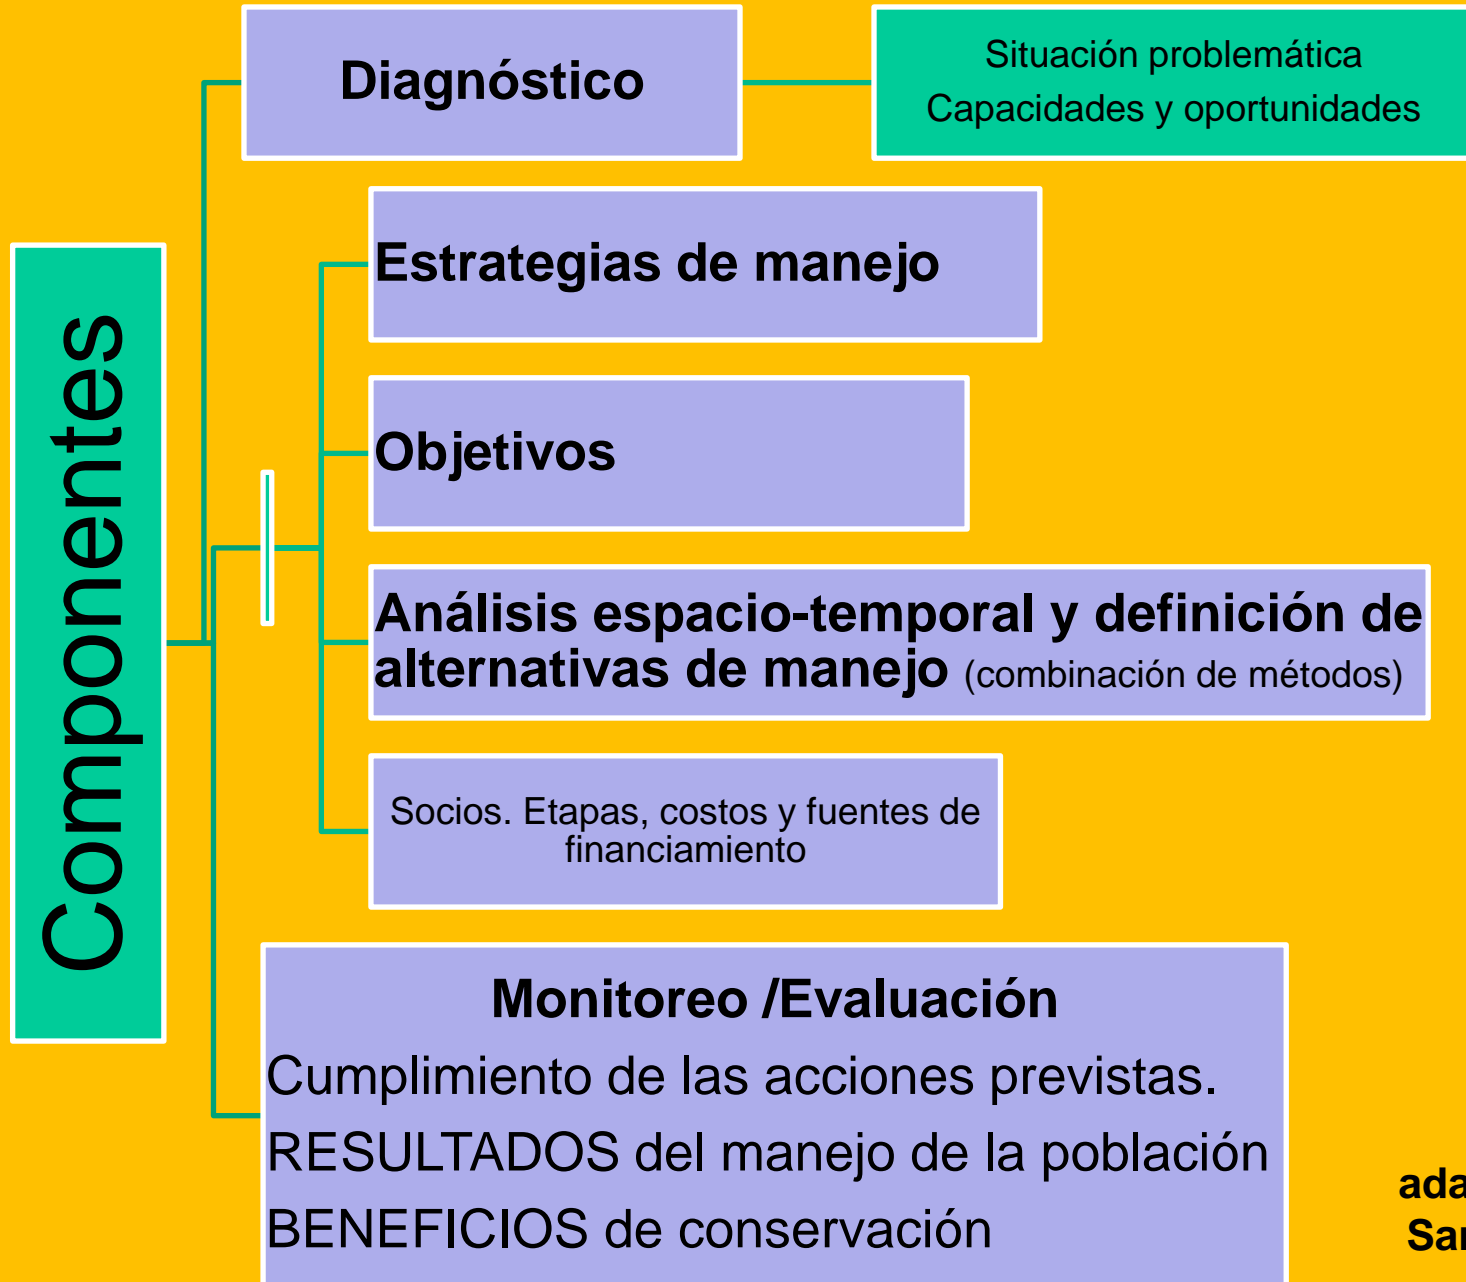 Componentes
Diagnóstico
Situación problemática
Capacidades y oportunidades
Estrategias de manejo
Objetivos
Análisis espacio-temporal y definición de
alternativas de manejo (combinación de métodos)
Socios. Etapas, costos y fuentes de
financiamiento
Monitoreo /Evaluación
Cumplimiento de las acciones previstas.
RESULTADOS del manejo de la población
BENEFICIOS de conservación